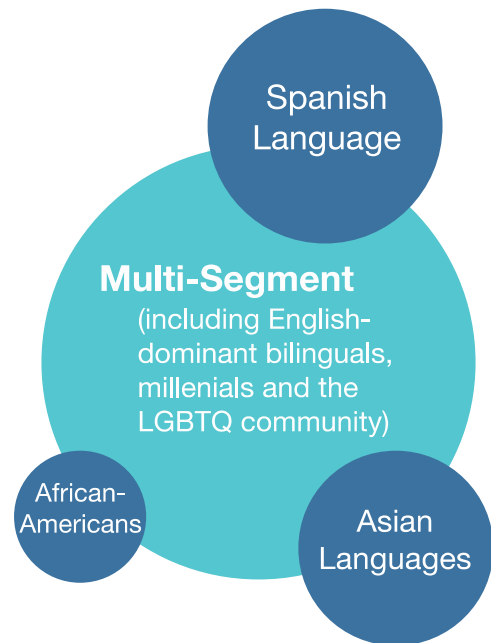 Spanish
Language
Multi-Segment
(including English-
dominant bilinguals,
millenials and the
LGBTQ community)
African-
Americans
Asian
Languages